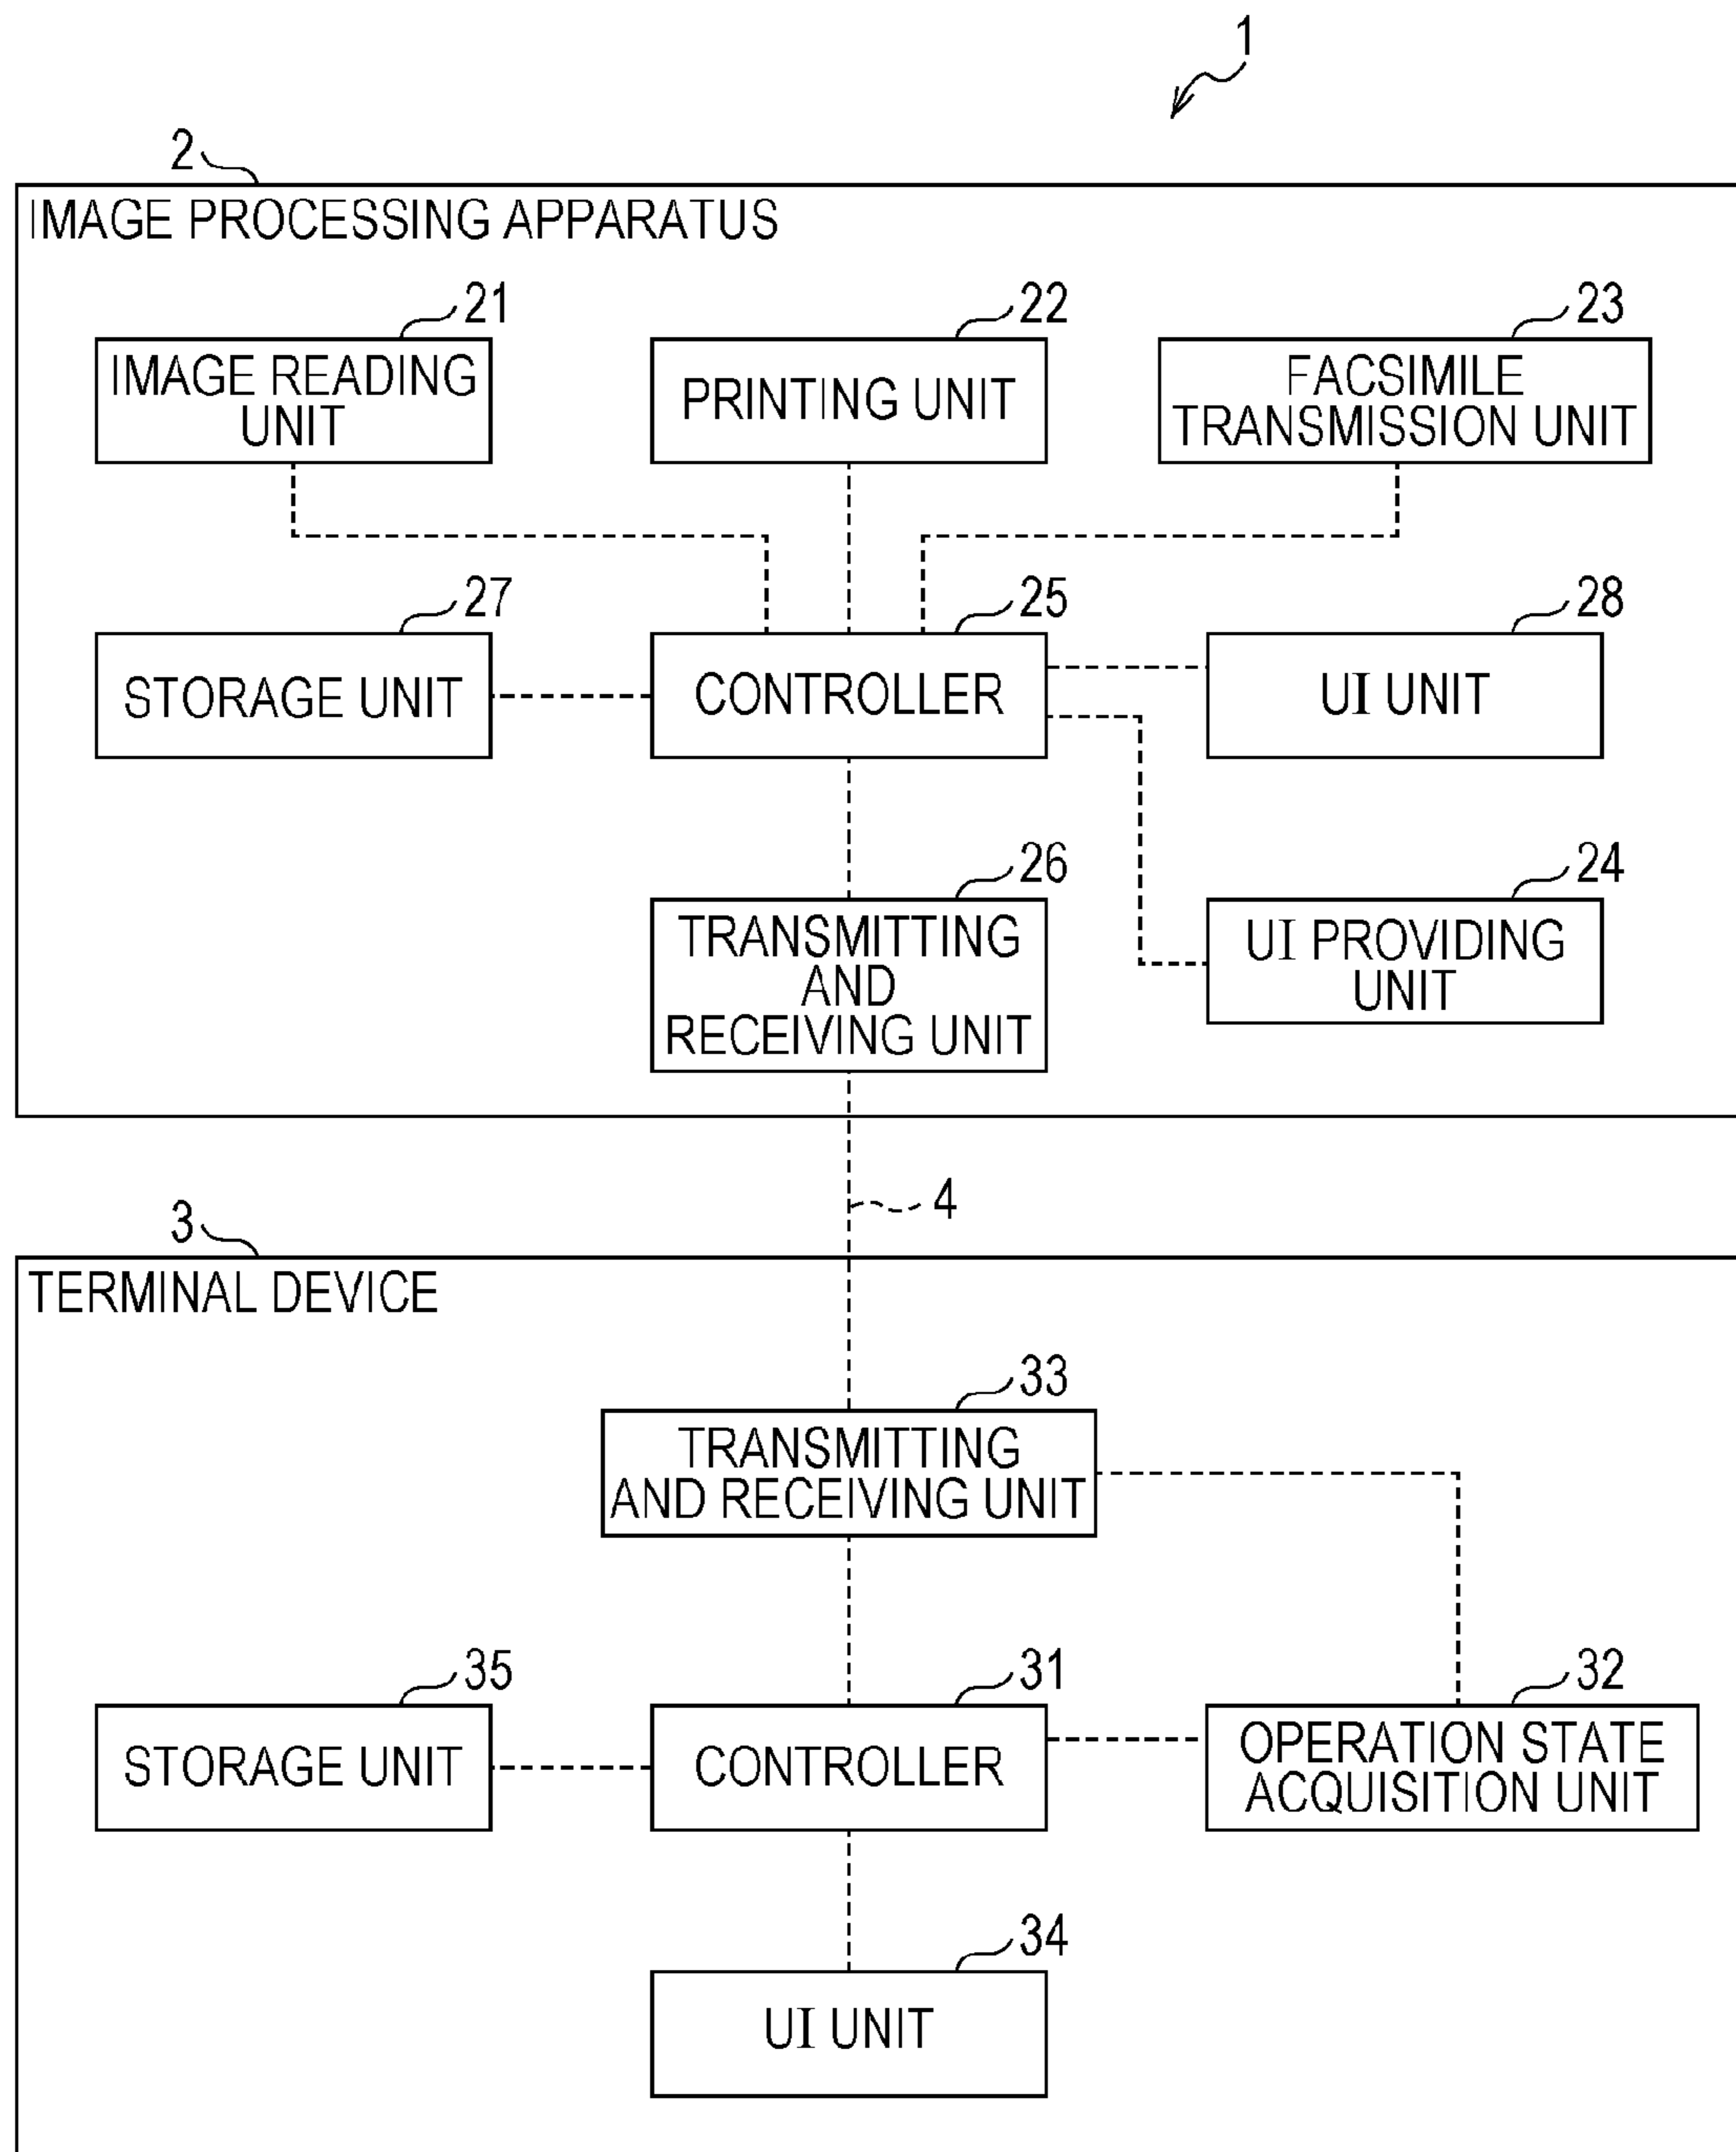 1
2
IMAGE PROCESSING APPARATUS
21
22
23
IMAGE READING
UNIT
PRINTING UNIT
FACSIMILE
TRANSMISSION UNIT
27
25
28
STORAGE UNIT
CONTROLLER
UI UNIT
26
24
TRANSMITTING
AND
RECEIVING UNIT
UI PROVIDING
UNIT
4
3
TERMINAL DEVICE
33
TRANSMITTING
AND RECEIVING UNIT
35
31
32
STORAGE UNIT
CONTROLLER
OPERATION STATE
ACQUISITION UNIT
34
UI UNIT